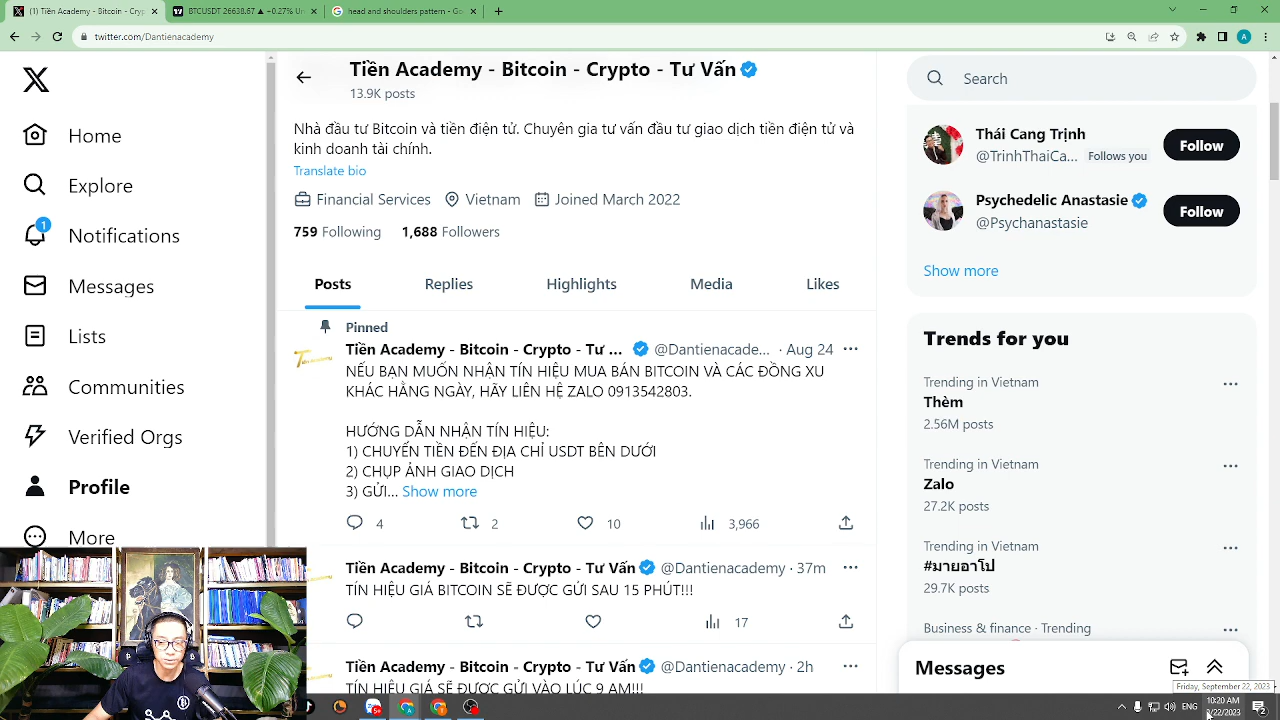 (1) Tiền Academy - Bitcoin - Cryp
BTCUSDT 26638.67 ▲ +0.27% Un
head and shoulders pattern - Go
twitter.com/Dantienacademy
Tiền Academy - Bitcoin - Crypto - Tư Vấn
13.9K posts
Nhà đầu tư Bitcoin và tiền điện tử. Chuyên gia tư vấn đầu tư giao dịch tiền điện tử và
kinh doanh tài chính.
Translate bio
Financial Services Vietnam Joined March 2022
759 Following 1,688 Followers
Posts Replies Highlights Media Likes
Pinned
Tiền Academy - Bitcoin - Crypto - Tư ... @Dantienacade... · Aug 24
NẾU BẠN MUỐN NHẬN TÍN HIỆU MUA BÁN BITCOIN VÀ CÁC ĐỒNG XU
KHÁC HẰNG NGÀY, HÃY LIÊN HỆ ZALO 0913542803.
HƯỚNG DẪN NHẬN TÍN HIỆU:
1) CHUYỂN TIỀN ĐẾN ĐỊA CHỈ USDT BÊN DƯỚI
2) CHỤP ẢNH GIAO DỊCH
3) GỬI... Show more
4 2 10 3,966
Tiền Academy - Bitcoin - Crypto - Tư Vấn @Dantienacademy · 37m
TÍN HIỆU GIÁ BITCOIN SẼ ĐƯỢC GỬI SAU 15 PHÚT!!!
17
Tiền Academy - Bitcoin - Crypto - Tư Vấn @Dantienacademy · 2h
TÍN HIỆU GIÁ SẼ ĐƯỢC GỬI VÀO LÚC 9 AM!!!
Home
Explore
1
Notifications
Messages
Lists
Communities
Verified Orgs
Profile
More
Search
Thái Cang Trịnh
@TrinhThaiCa... Follows you
Follow
Psychedelic Anastasie
@Psychanastasie
Follow
Show more
Trends for you
Trending in Vietnam
Thèm
2.56M posts
Trending in Vietnam
Zalo
27.2K posts
Trending in Vietnam
#มายอาโป
29.7K posts
Business & finance · Trending
Messages
Friday, September 22, 2023
ENG
10:20 AM
9/22/2023